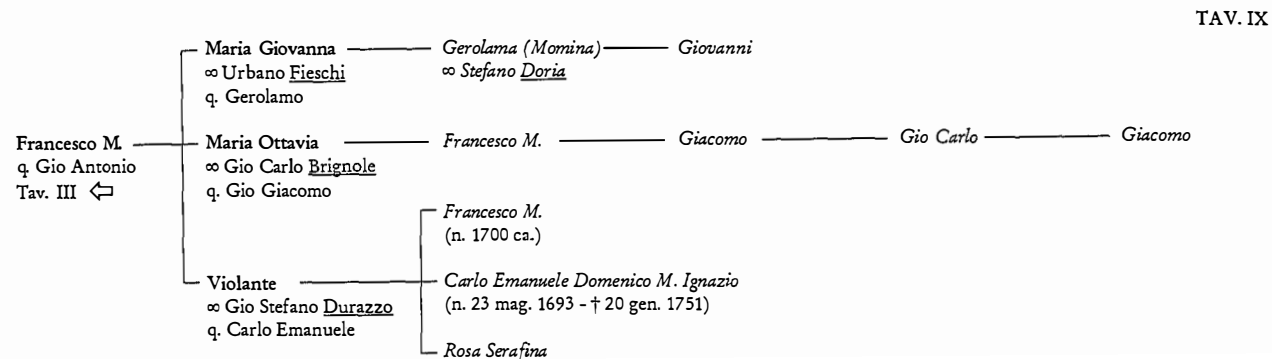 TAV. IX
Maria Giovanna
∞ Urbano Fieschi
q. Gerolamo
Gerolama (Momina)
∞ Stefano Doria
Giovanni
Francesco M.
q. Gio Antonio
Tav. III ⇦
Maria Ottavia
∞ Gio Carlo Brignole
q. Gio Giacomo
Francesco M.
Giacomo
Gio Carlo
Giacomo
Violante
∞ Gio Stefano Durazzo
q. Carlo Emanuele
Francesco M.
(n. 1700 ca.)
Carlo Emanuele Domenico M. Ignazio
(n. 23 mag. 1693 - † 20 gen. 1751)
Rosa Serafina